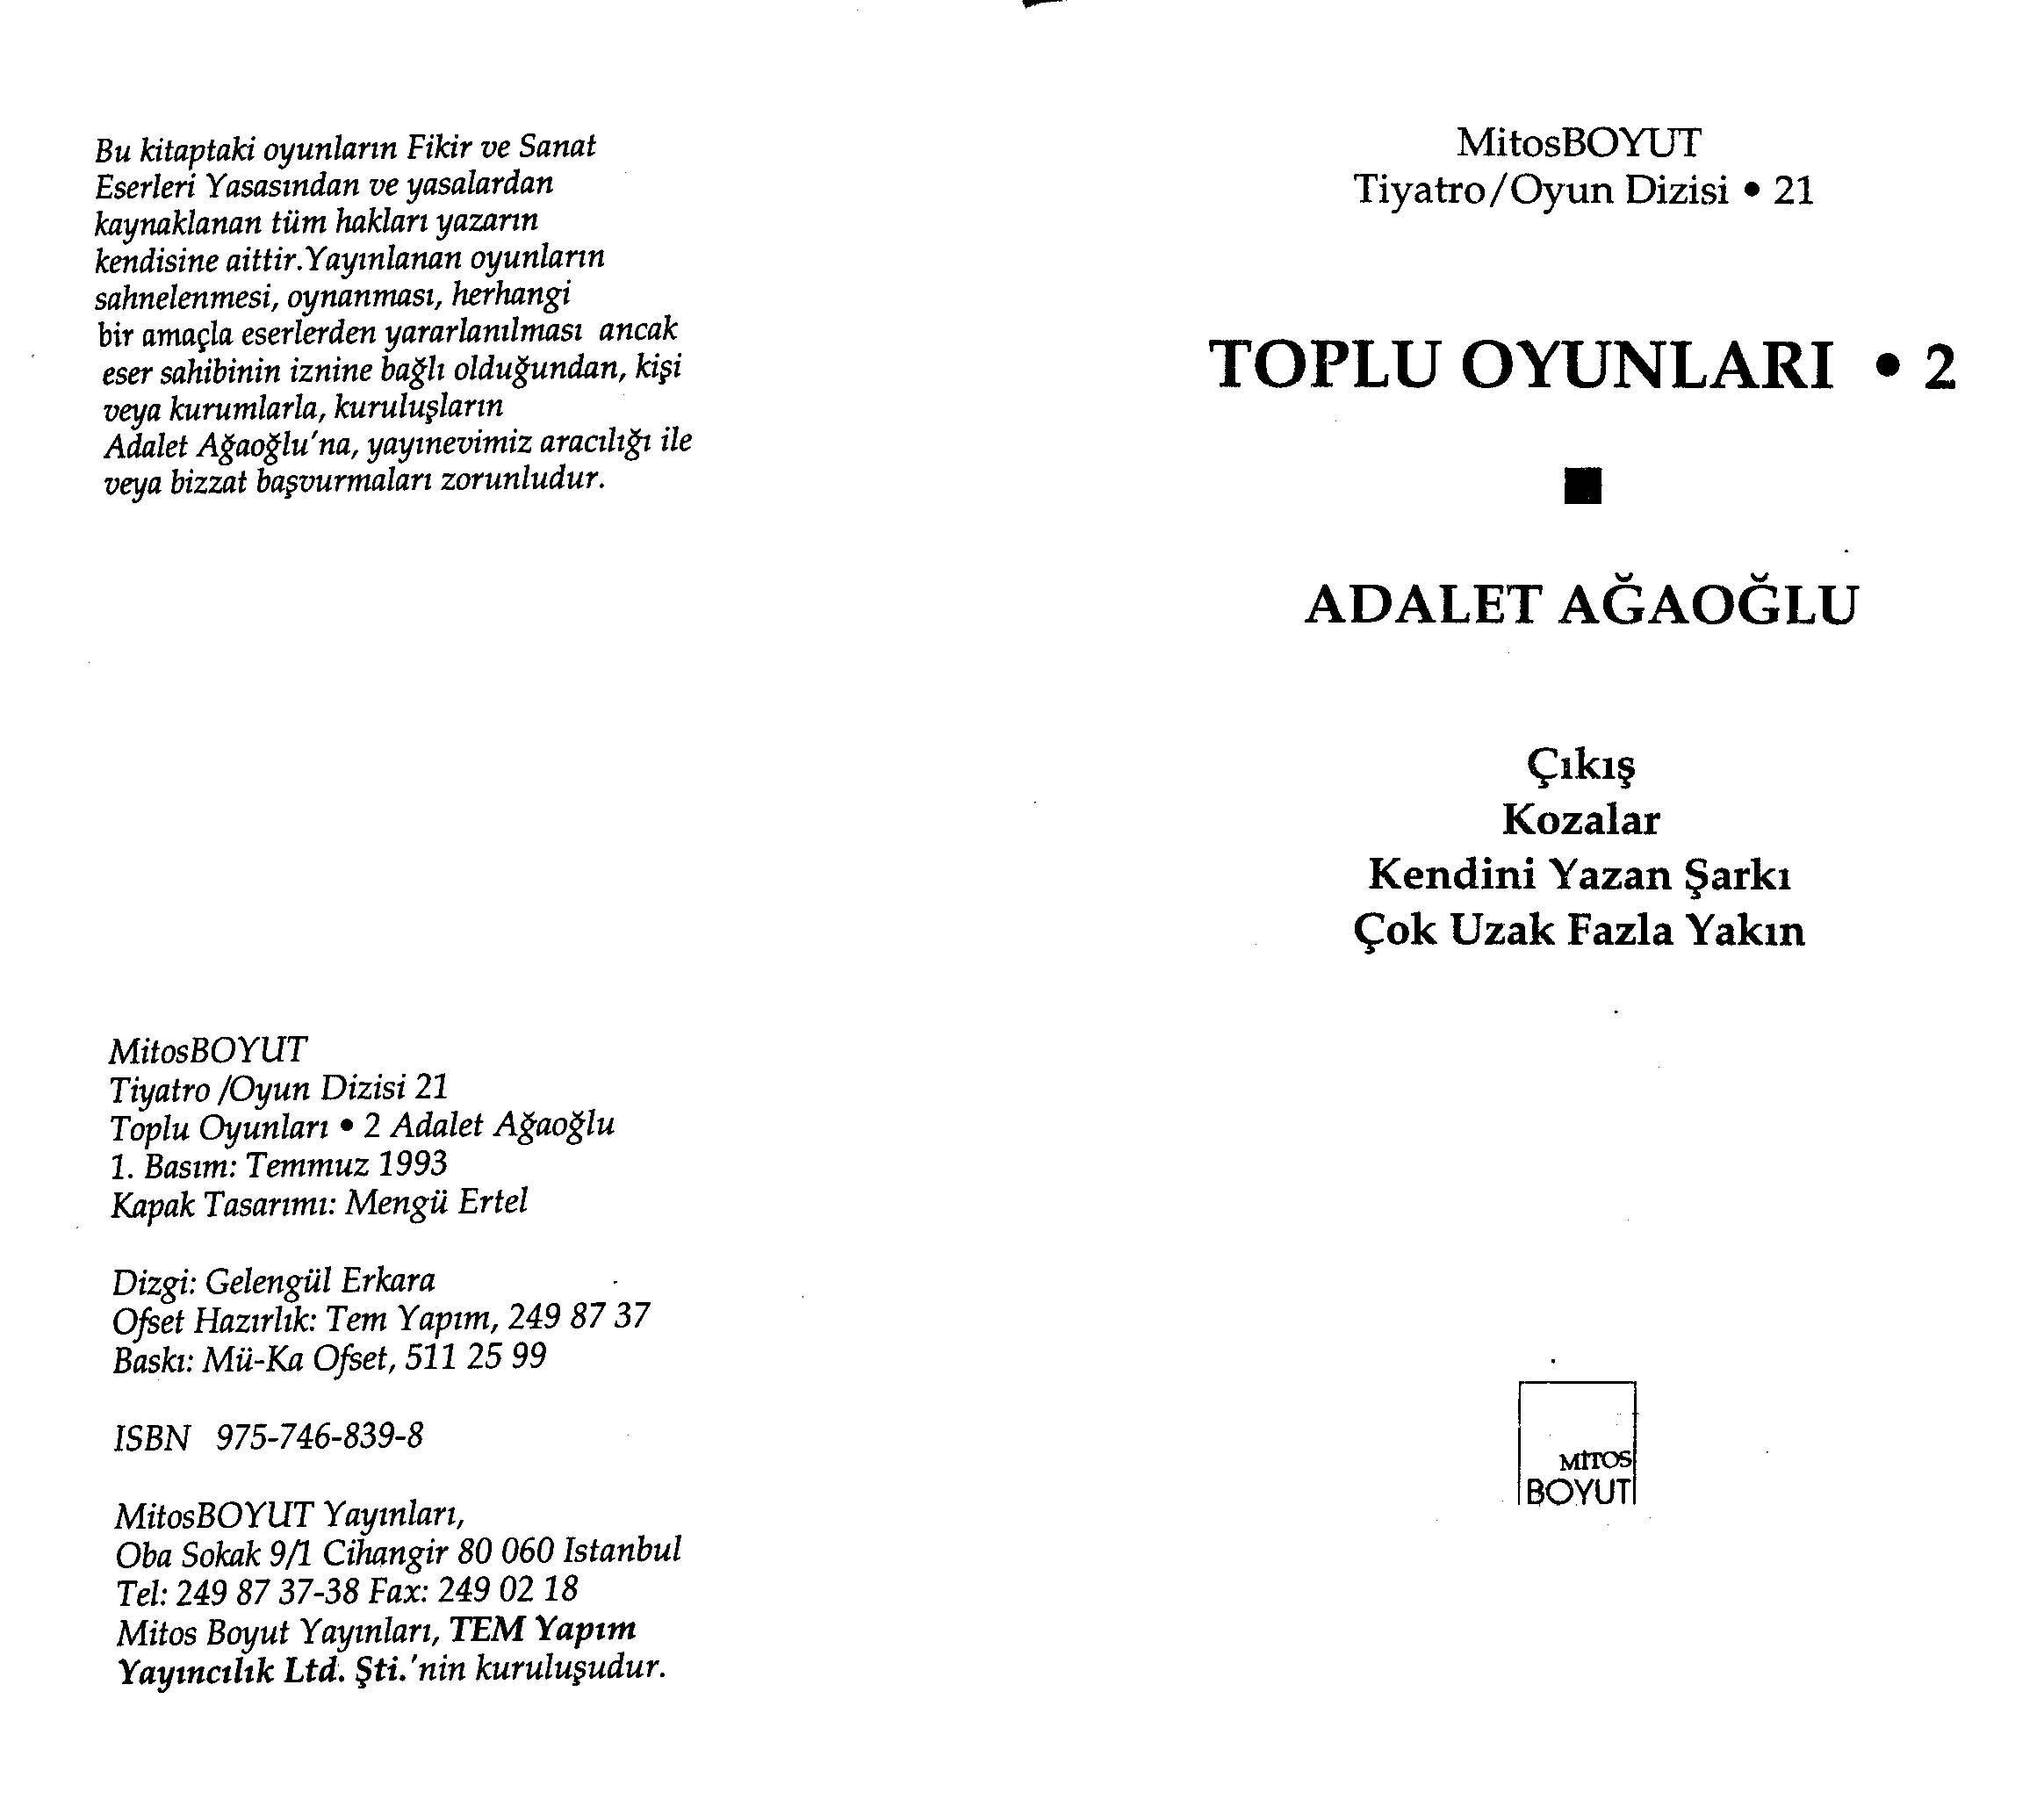 Bu kitaptaki oyunların Fikir ve Sanat
Eserleri Yasasından ve yasalardan
kaynaklanan tüm hakları yazarın
kendisine aittir.Yayınlanan oyunların
sahnelenmesi, oynanması, herhangi
bir amaçla eserlerden yararlanılması ancak
eser sahibinin iznine bağlı olduğundan, kişi
veya kurumlarla, kuruluşların
Adalet Ağaoğlu'na, yayınevimiz aracılığı ile
veya bizzat başvurmaları zorunludur.
MitosBOYUT
Tiyatro /Oyun Dizisi 21
Toplu Oyunları • 2 Adalet Ağaoğlu
1. Basım: Temmuz 1993
Kapak Tasarımı: Mengü Ertel
Dizgi: Gelengül Erkara
Ofset Hazırlık: Tem Yapım, 249 87 37
Baskı: Mü-Ka Ofset, 511 25 99
ISBN 975-746-839-8
MitosBOYUT Yayınları,
Oba Sokak 9/1 Cihangir 80 060 Istanbul
Tel: 249 87 37-38 Fax: 249 02 18
Mitos Boyut Yayınları, TEM Yapım
Yayıncılık Ltd. Şti.'nin kuruluşudur.
MitosBOYUT
Tiyatro/Oyun Dizisi • 21
TOPLU OYUNLARI • 2
ADALET AĞAOĞLU
Çıkış
Kozalar
Kendini Yazan Şarkı
Çok Uzak Fazla Yakın
MİTOS
BOYUT